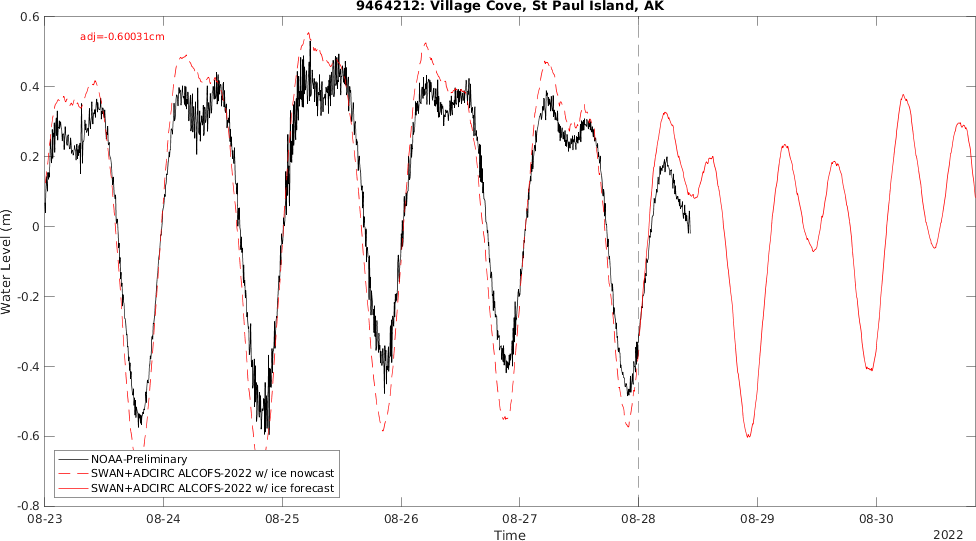 9464212: Village Cove, St Paul Island, AK
adj=-0.60031cm
0.6
0.4
0.2
0
-0.2
-0.4
-0.6
-0.8
Water Level (m)
NOAA-Preliminary
SWAN+ADCIRC ALCOFS-2022 w/ ice nowcast
SWAN+ADCIRC ALCOFS-2022 w/ ice forecast
08-23 08-24 08-25 08-26 08-27 08-28 08-29 08-30
Time
2022